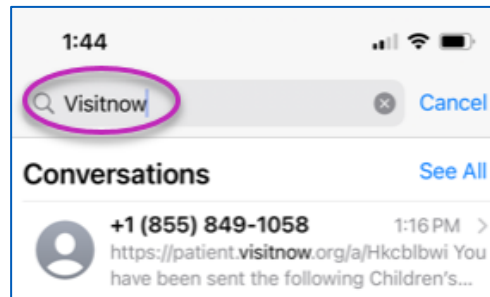 1:44
Visitnow Cancel
Conversations See All
+1 (855) 849-1058 1:16 PM
https://patient.visitnow.org/a/Hkcblbwi You
have been sent the following Children's...